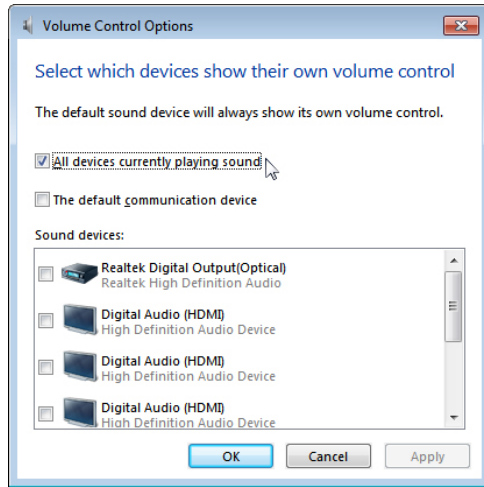 Volume Control Options
Select which devices show their own volume control
The default sound device will always show its own volume control.
All devices currently playing sound
The default communication device
Sound devices:
Realtek Digital Output(Optical)
Realtek High Definition Audio
Digital Audio (HDMI)
High Definition Audio Device
Digital Audio (HDMI)
High Definition Audio Device
Digital Audio (HDMI)
High Definition Audio Device
OK Cancel Apply